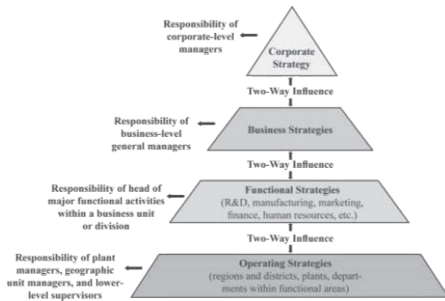 Responsibility of
corporate-level
managers
Corporate
Strategy
Two-Way Influence
Responsibility of
business-level
general managers
Business Strategies
Two-Way Influence
Responsibility of head of
major functional activities
within a business unit
or division
Functional Strategies
(R&D, manufacturing, marketing,
finance, human resources, etc.)
Two-Way Influence
Responsibility of plant
managers, geographic
unit managers, and lower-
level supervisors
Operating Strategies
(regions and districts, plants, depart-
ments within functional areas)